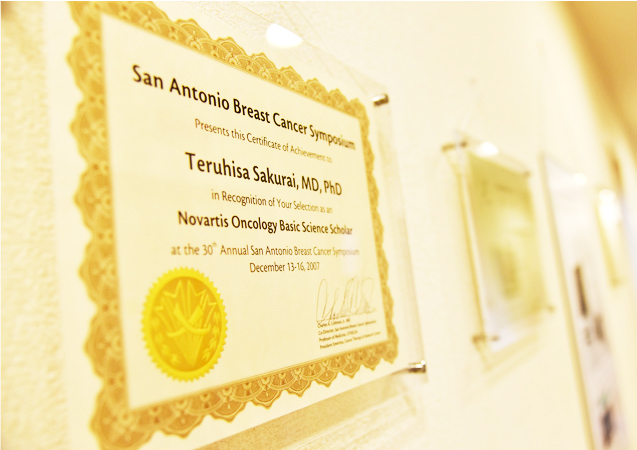 San Antonio Breast Cancer Symposium
Presents this Certificate of Achievement to
Teruhisa Sakurai, MD, PhD
in Recognition of Your Selection as an
Novartis Oncology Basic Science Scholar
at the 30th Annual San Antonio Breast Cancer Symposium
December 13-16, 2007